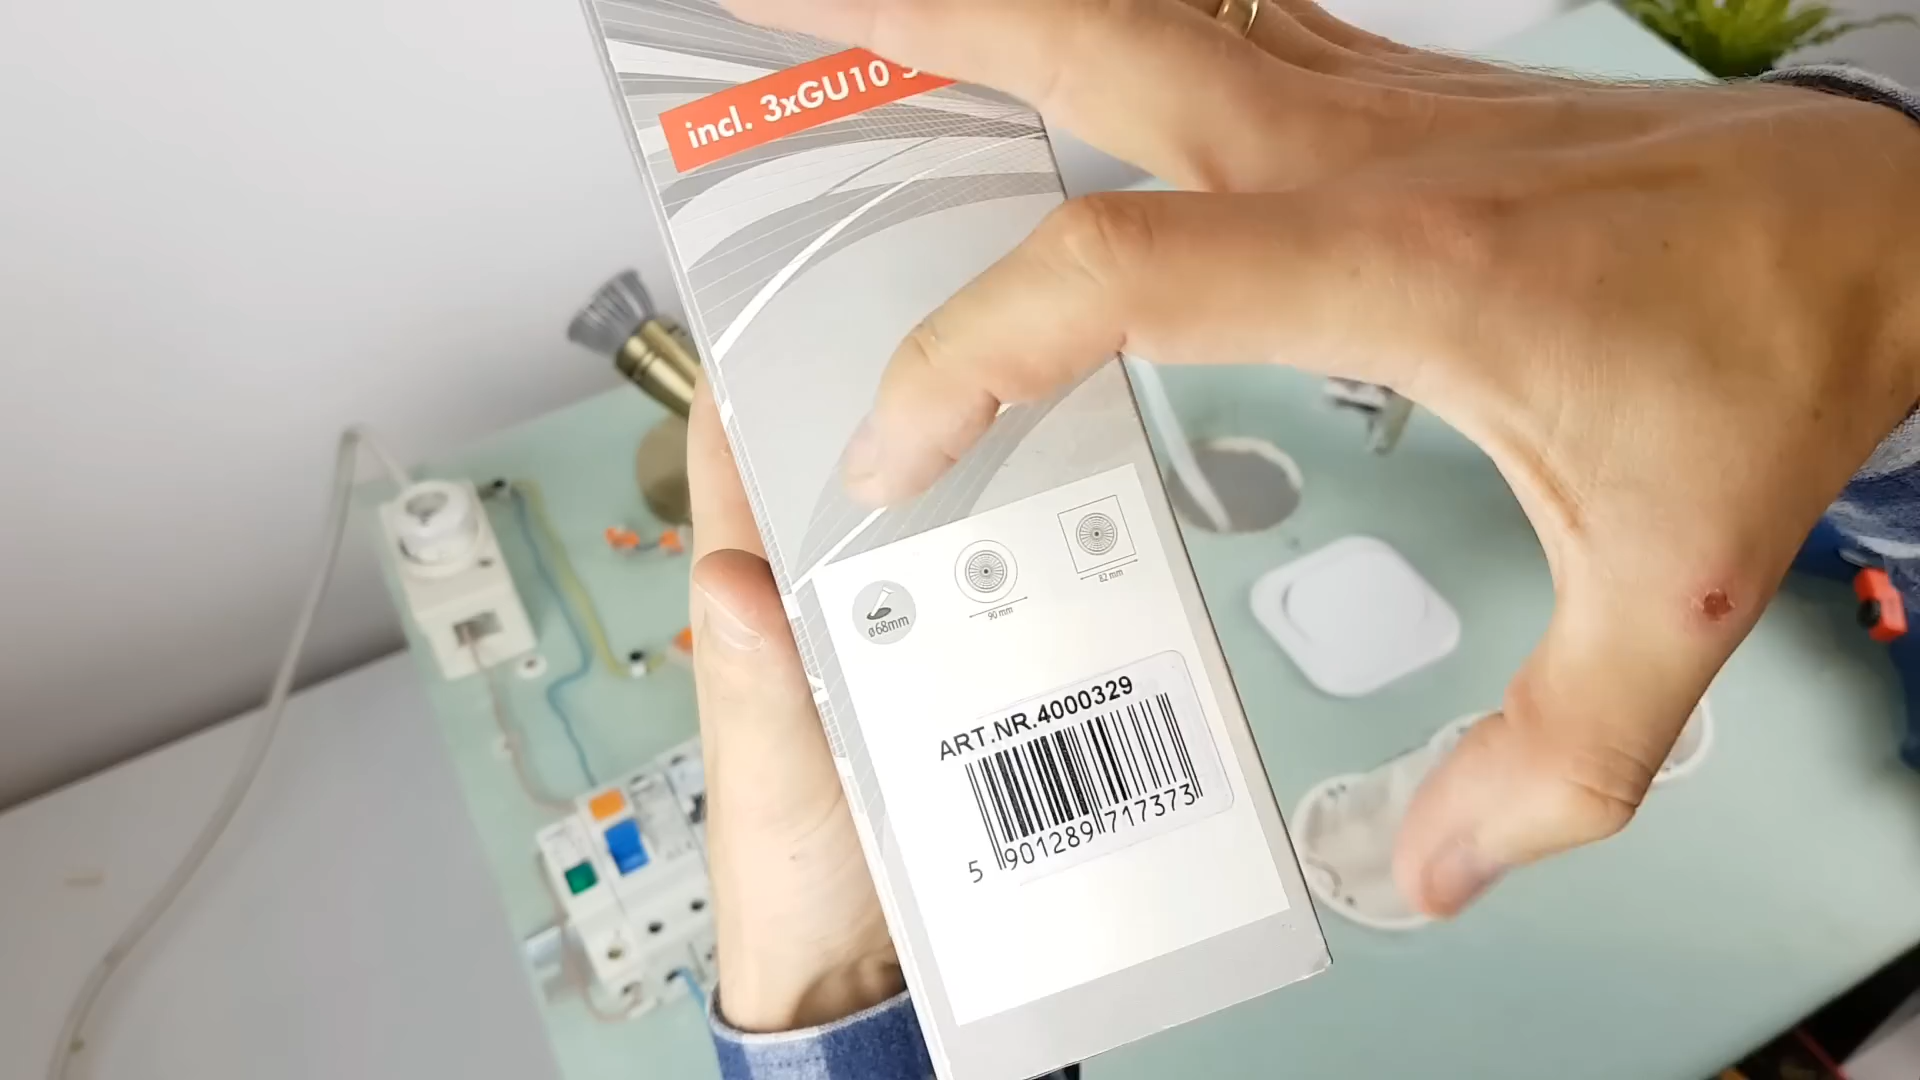 incl. 3xGU10
ø68mm
90 mm
82 mm
ART.NR.4000329
5 901289 717373